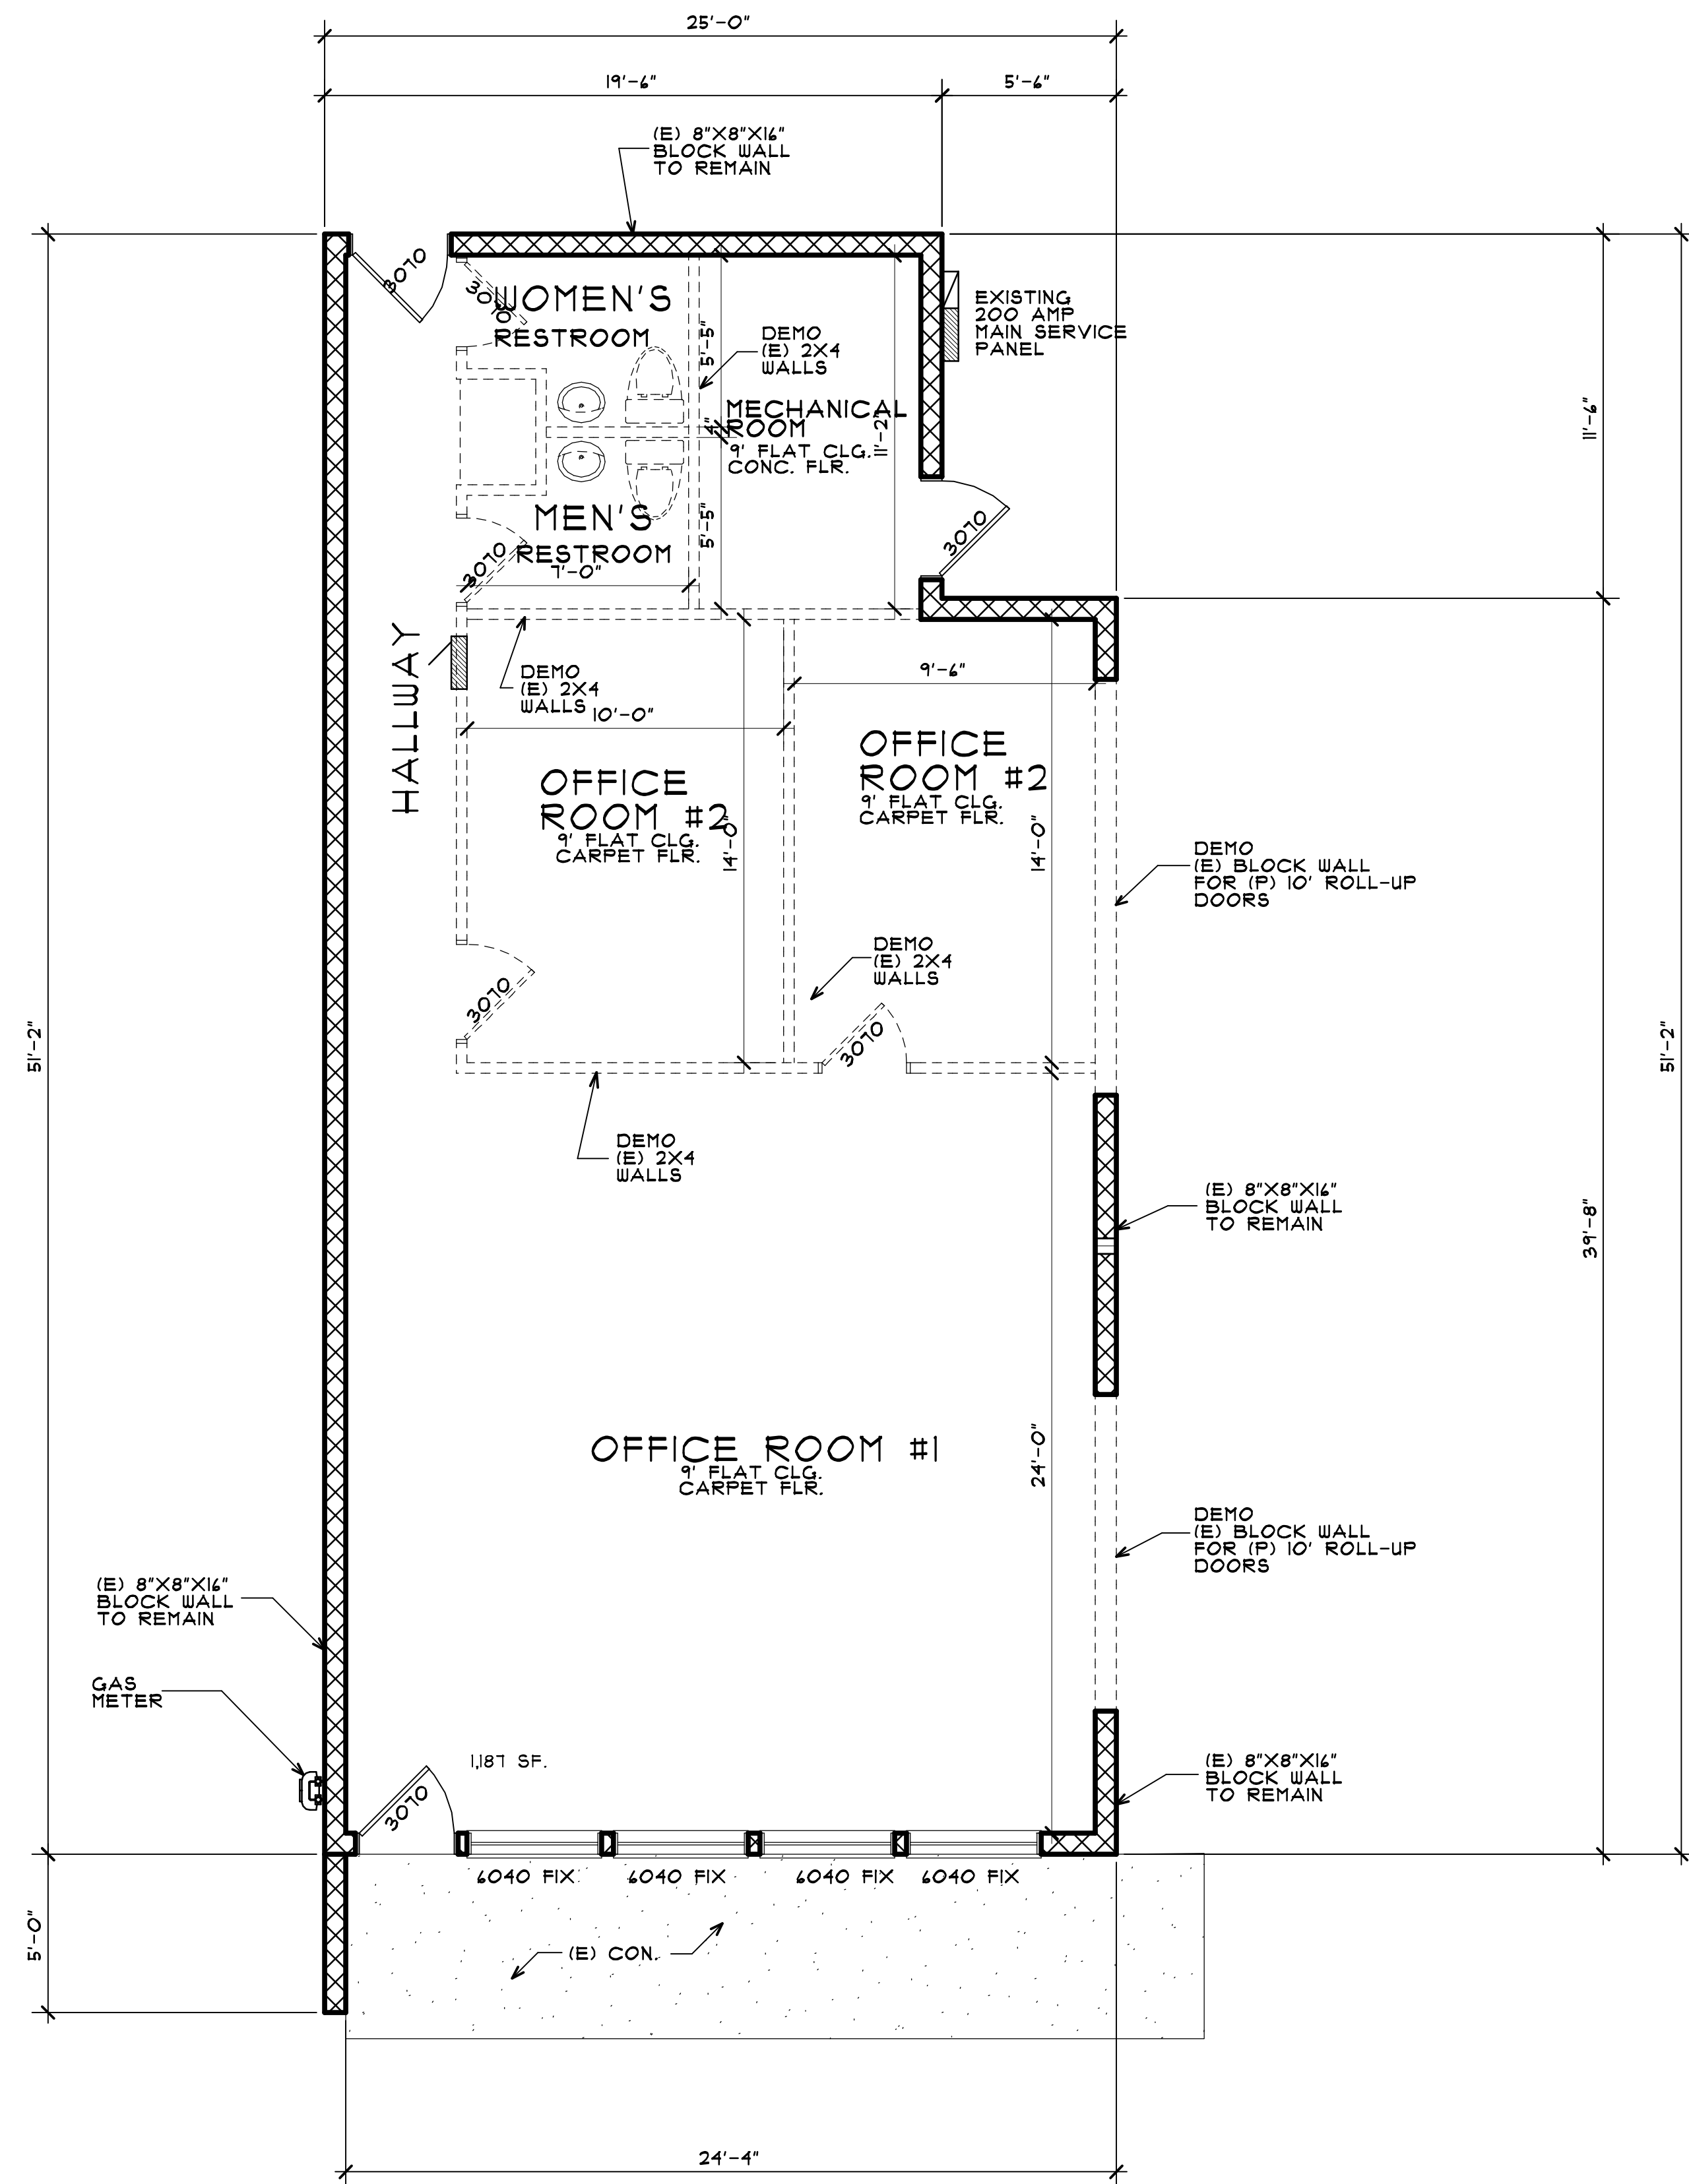 25'-0"
19'-6"
5'-6"
(E) 8"X8"X16"
BLOCK WALL
TO REMAIN
3070
3070
WOMEN'S
RESTROOM
EXISTING
200 AMP
MAIN SERVICE
PANEL
DEMO
(E) 2X4
WALLS
5'-5"
4"
MECHANICAL
ROOM
9' FLAT CLG.
CONC. FLR.
11'-2"
11'-6"
5'-5"
MEN'S
RESTROOM
3070
7'-0"
3070
HALLWAY
DEMO
(E) 2X4
WALLS
10'-0"
9'-6"
OFFICE
ROOM #2
9' FLAT CLG.
CARPET FLR.
14'-0"
OFFICE
ROOM #2
9' FLAT CLG.
CARPET FLR.
14'-0"
DEMO
(E) BLOCK WALL
FOR (P) 10' ROLL-UP
DOORS
DEMO
(E) 2X4
WALLS
3070
3070
51'-2"
51'-2"
DEMO
(E) 2X4
WALLS
(E) 8"X8"X16"
BLOCK WALL
TO REMAIN
39'-8"
OFFICE ROOM #1
9' FLAT CLG.
CARPET FLR.
24'-0"
DEMO
(E) BLOCK WALL
FOR (P) 10' ROLL-UP
DOORS
(E) 8"X8"X16"
BLOCK WALL
TO REMAIN
GAS
METER
1,187 SF.
3070
(E) 8"X8"X16"
BLOCK WALL
TO REMAIN
6040 FIX
6040 FIX
6040 FIX
6040 FIX
5'-0"
(E) CON.
24'-4"